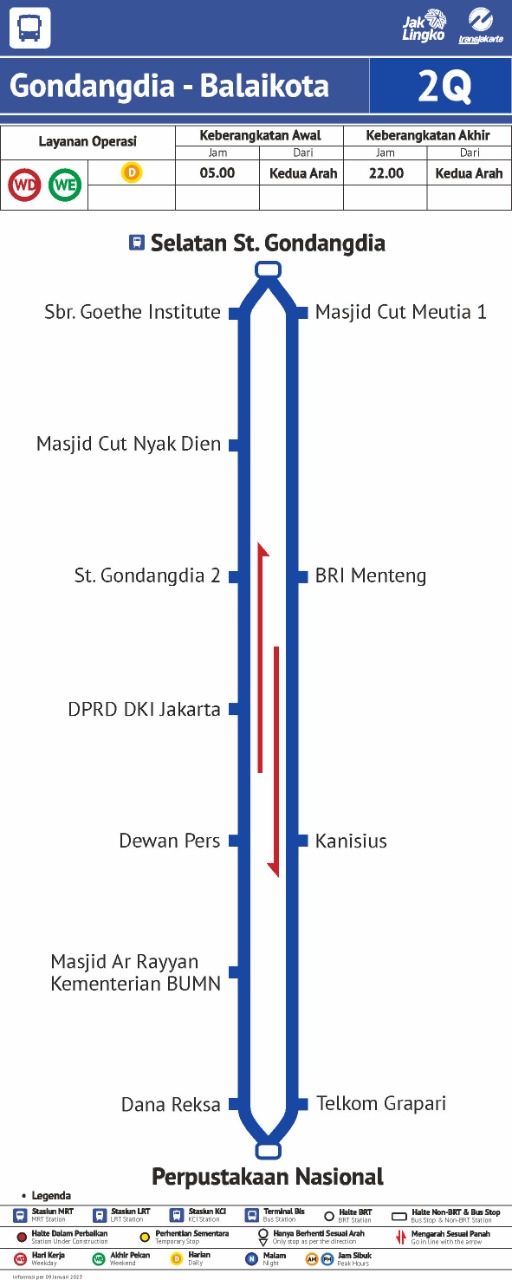 Jak
Lingko
transjakarta
Gondangdia - Balaikota
2Q
Layanan Operasi
Keberangkatan Awal
Keberangkatan Akhir
Jam
Dari
Jam
Dari
WD
WE
D
05.00
Kedua Arah
22.00
Kedua Arah
Selatan St. Gondangdia
Sbr. Goethe Institute
Masjid Cut Meutia 1
Masjid Cut Nyak Dien
St. Gondangdia 2
BRI Menteng
DPRD DKI Jakarta
Dewan Pers
Kanisius
Masjid Ar Rayyan
Kementerian BUMN
Dana Reksa
Telkom Grapari
Perpustakaan Nasional
• Legenda
Stasiun MRT
MRT Station
Stasiun LRT
LRT Station
Stasiun KCI
KCI Station
Terminal Bis
Bus Station
Halte BRT
BRT Station
Halte Non-BRT & Bus Stop
Bus Stop & Non-BRT Station
Halte Dalam Perbaikan
Station Under Construction
Perhentian Sementara
Temporary Stop
Hanya Berhenti Sesuai Arah
Only stop as per the direction
Mengarah Sesuai Panah
Go in line with the arrow
WD
Hari Kerja
Weekday
WE
Akhir Pekan
Weekend
D
Harian
Daily
N
Malam
Night
AM
PM
Jam Sibuk
Peak Hours
Informasi per 09 Januari 2023